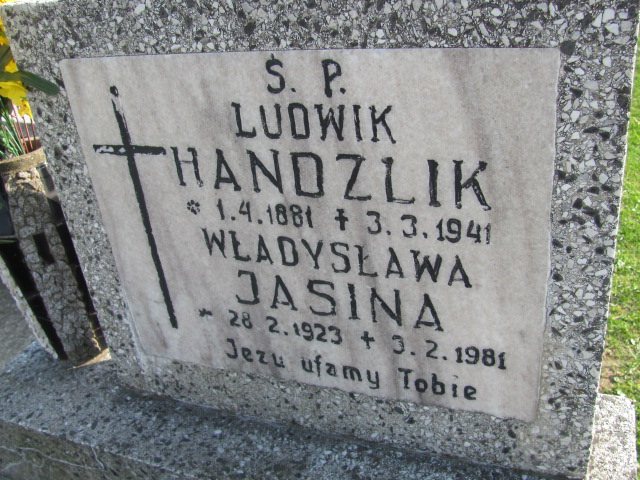 Ś. P.
LUDWIK
HANDZLIK
* 1.4.1881 ✝ 3.3.1941
WŁADYSŁAWA
JASINA
* 28 2.1923 ✝ 3.2.1981
Jezu ufamy Tobie